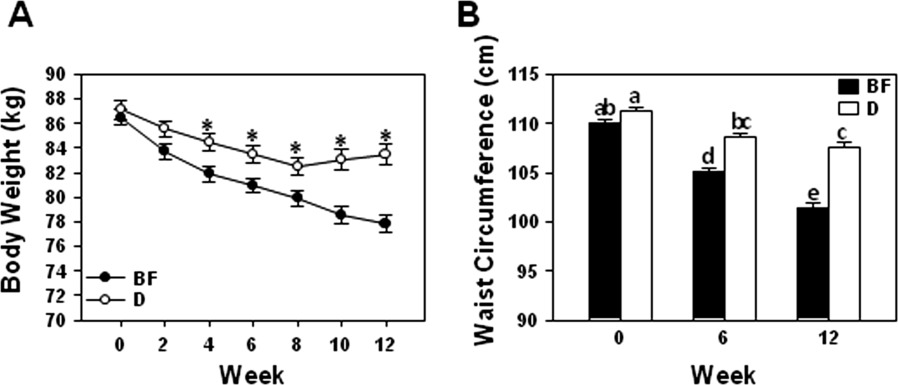 A
Body Weight (kg)
90
88
86
84
82
80
78
76
74
72
70
* * * * *
BF
D
0 2 4 6 8 10 12
Week
B
Waist Circumference (cm)
115
110
105
100
95
90
BF
D
ab a
d bc
e c
0 6 12
Week